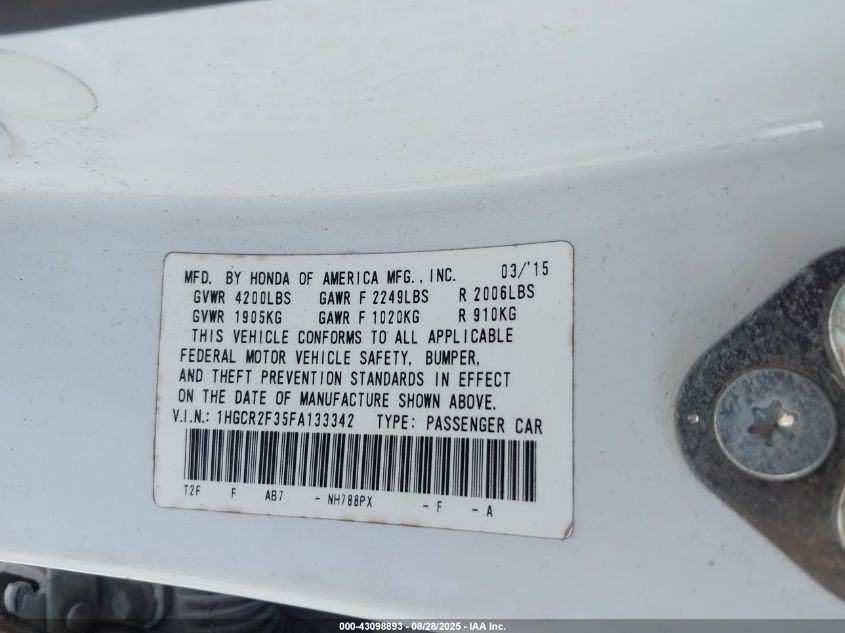 MFD. BY HONDA OF AMERICA MFG., INC. 03/'15
GVWR 4200LBS GAWR F 2249LBS R 2006LBS
GVWR 1905KG GAWR F 1020KG R 910KG
THIS VEHICLE CONFORMS TO ALL APPLICABLE
FEDERAL MOTOR VEHICLE SAFETY, BUMPER,
AND THEFT PREVENTION STANDARDS IN EFFECT
ON THE DATE OF MANUFACTURE SHOWN ABOVE.
V.I.N.: 1HGCR2F35FA133342 TYPE: PASSENGER CAR
T2F F AB7 - NH788PX - F - A
000-43098893 - 08/28/2025 - IAA Inc.